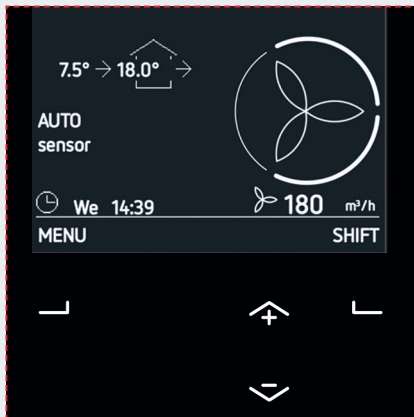 7.5° → 18.0° →
AUTO
sensor
We 14:39
180 m³/h
MENU SHIFT